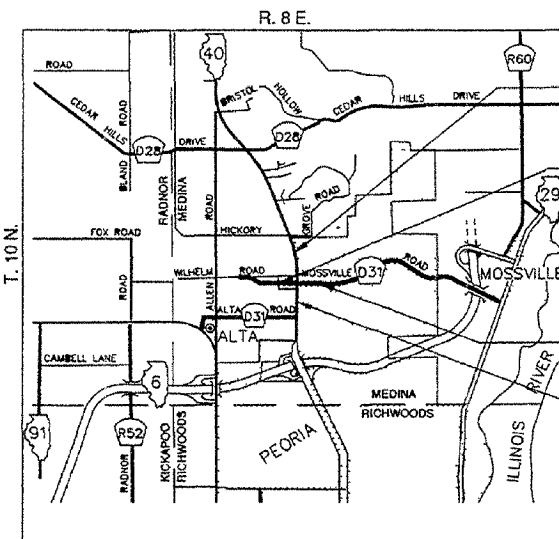 R. 8 E.
T. 10 N.
ROAD
40
R60
BRISTOL
HOLLOW
CEDAR HILLS DRIVE
CEDAR HILLS
D28
DRIVE
D28
BLAND ROAD
RADNOR
MEDINA
ROAD
GROVE ROAD
HICKORY
29
FOX ROAD
WILHELM ROAD
MOSSVILLE
D31
ROAD
MOSSVILLE
ROAD
ALLEN
ALTA D31 ROAD
ALTA
CAMBELL LANE
6
MEDINA
RICHWOODS
91
R52
RADNOR
KICKAPOO
RICHWOODS
PEORIA
ILLINOIS RIVER